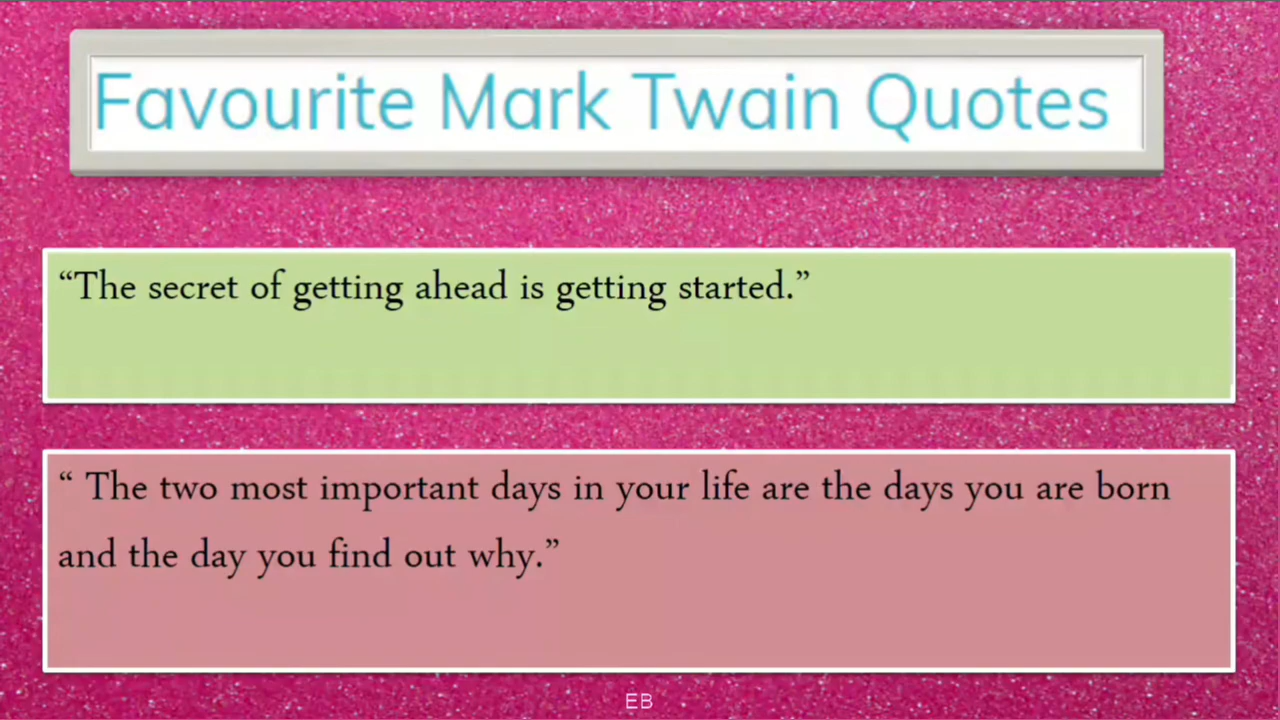 Favourite Mark Twain Quotes
“The secret of getting ahead is getting started.”
“ The two most important days in your life are the days you are born
and the day you find out why.”
EB